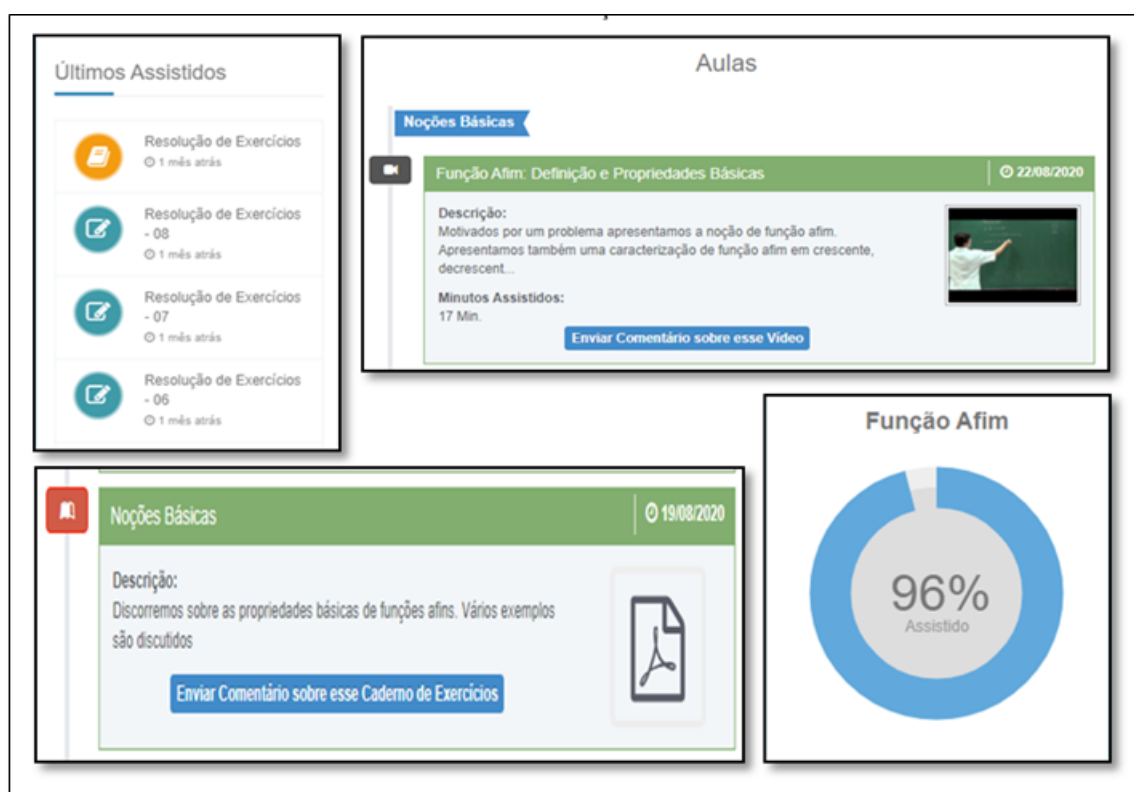 Últimos Assistidos
Resolução de Exercícios
1 mês atrás
Resolução de Exercícios
- 08
1 mês atrás
Resolução de Exercícios
- 07
1 mês atrás
Resolução de Exercícios
- 06
1 mês atrás
Aulas
Noções Básicas
Função Afim: Definição e Propriedades Básicas
22/08/2020
Descrição:
Motivados por um problema apresentamos a noção de função afim.
Apresentamos também uma caracterização de função afim em crescente,
decrescent...
Minutos Assistidos:
17 Min.
Enviar Comentário sobre esse Vídeo
Noções Básicas
19/08/2020
Descrição:
Discorremos sobre as propriedades básicas de funções afins. Vários exemplos
são discutidos
Enviar Comentário sobre esse Caderno de Exercícios
Função Afim
96%
Assistido